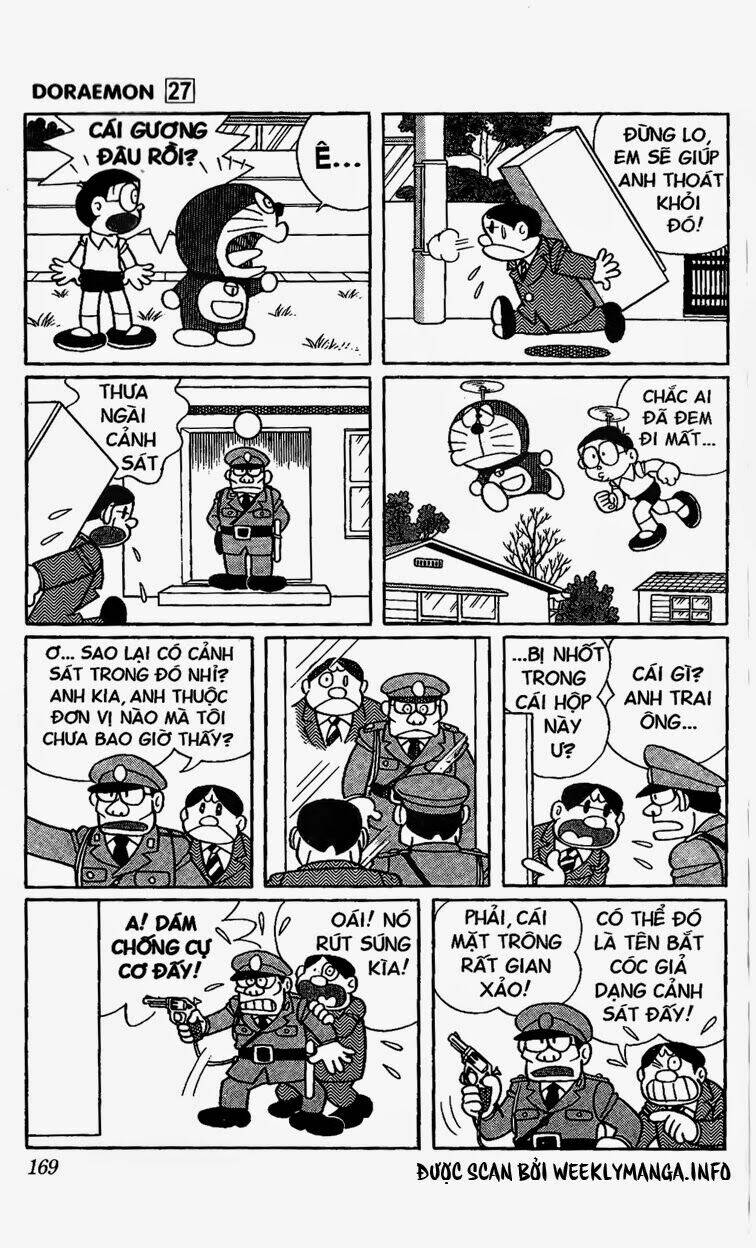 DORAEMON 27
ĐỪNG LO,
EM SẼ GIÚP
ANH THOÁT
KHỎI
ĐÓ!
Ê...
CÁI GƯƠNG
ĐÂU RỒI?
CHẮC AI
ĐÃ ĐEM
ĐI MẤT...
THƯA
NGÀI
CẢNH
SÁT
CÁI GÌ?
ANH TRAI
ÔNG...
...BỊ NHỐT
TRONG
CÁI HỘP
NÀY
Ư?
Ơ... SAO LẠI CÓ CẢNH
SÁT TRONG ĐÓ NHỈ?
ANH KIA, ANH THUỘC
ĐƠN VỊ NÀO MÀ TÔI
CHƯA BAO GIỜ THẤY?
CÓ THỂ ĐÓ
LÀ TÊN BẮT
CÓC GIẢ
DẠNG CẢNH
SÁT ĐẤY!
PHẢI, CÁI
MẶT TRÔNG
RẤT GIAN
XẢO!
OÁI! NÓ
RÚT SÚNG
KÌA!
A! DÁM
CHỐNG CỰ
CƠ ĐẤY!
169
ĐƯỢC SCAN BỞI WEEKLYMANGA.INFO